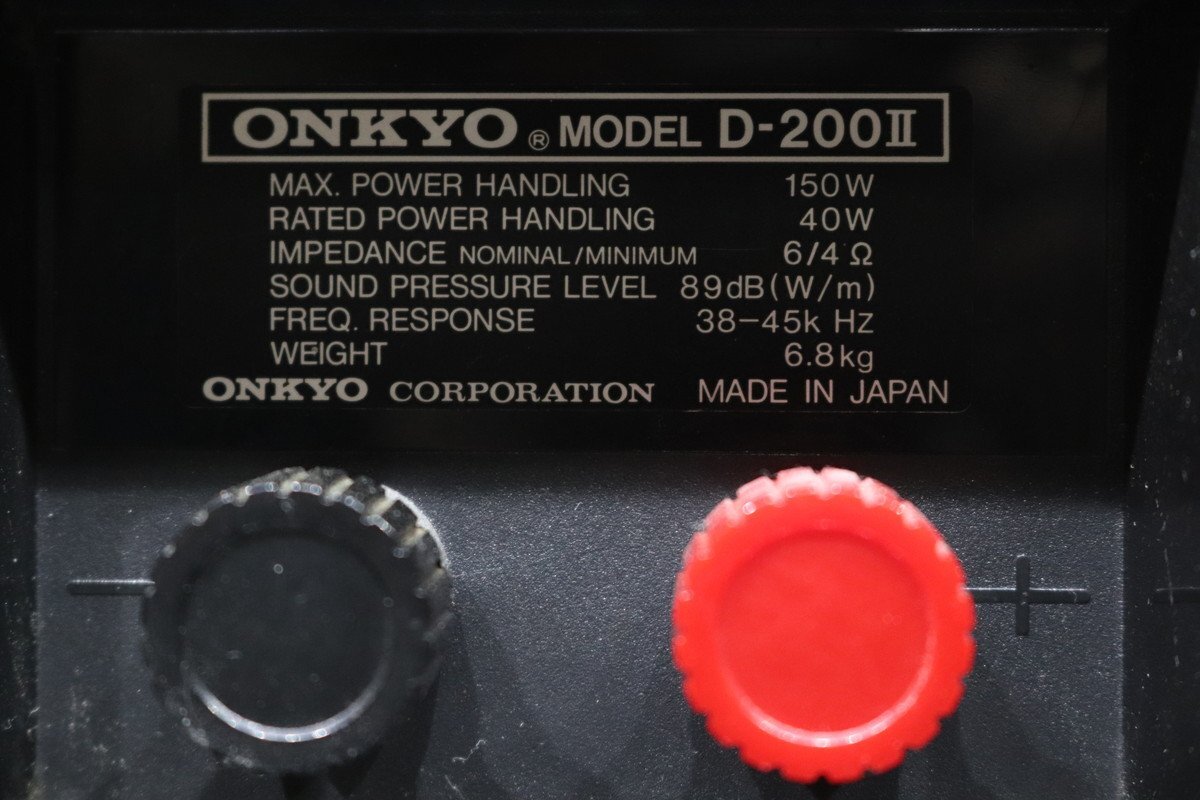 ONKYO® MODEL D-200II
MAX. POWER HANDLING 150W
RATED POWER HANDLING 40W
IMPEDANCE NOMINAL/MINIMUM 6/4 Ω
SOUND PRESSURE LEVEL 89dB(W/m)
FREQ. RESPONSE 38-45k Hz
WEIGHT 6.8kg
ONKYO CORPORATION MADE IN JAPAN
- +